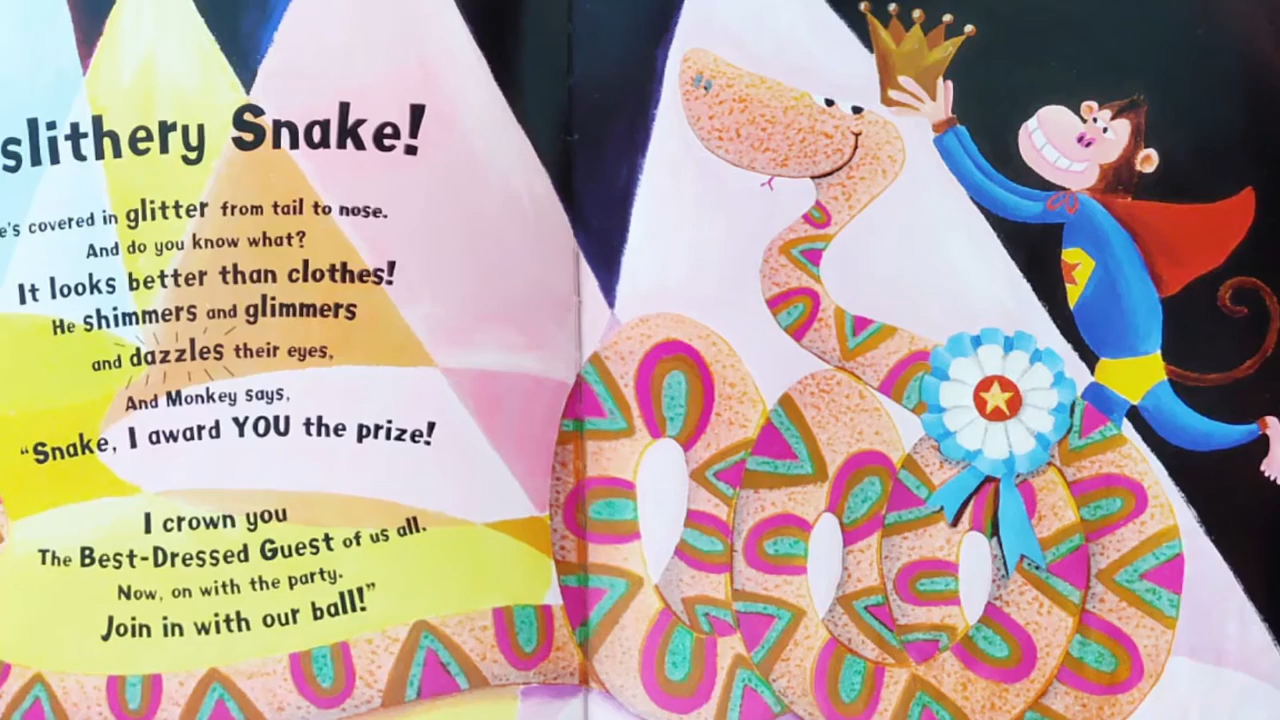 slithery Snake!
e's covered in glitter from tail to nose.
And do you know what?
It looks better than clothes!
He shimmers and glimmers
and dazzles their eyes,
And Monkey says,
"Snake, I award YOU the prize!
I crown you
The Best-Dressed Guest of us all.
Now, on with the party.
Join in with our ball!"